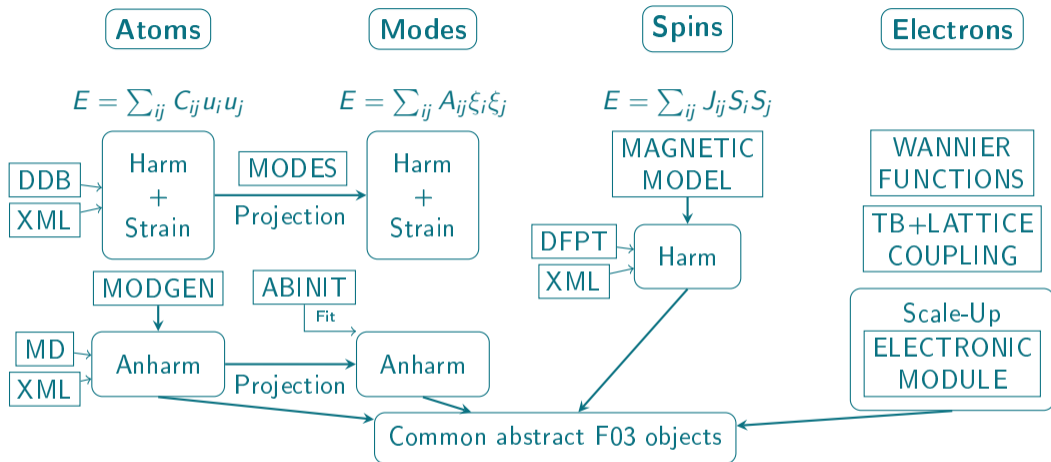 Atoms
Modes
Spins
Electrons
E = ∑ij Cij ui uj
E = ∑ij Aij ξi ξj
E = ∑ij Jij Si Sj
DDB
XML
Harm
+
Strain
MODES
Projection
Harm
+
Strain
MAGNETIC
MODEL
DFPT
XML
Harm
WANNIER
FUNCTIONS
TB+LATTICE
COUPLING
MODGEN
ABINIT
Fit
MD
XML
Anharm
Projection
Anharm
Scale-Up
ELECTRONIC
MODULE
Common abstract F03 objects